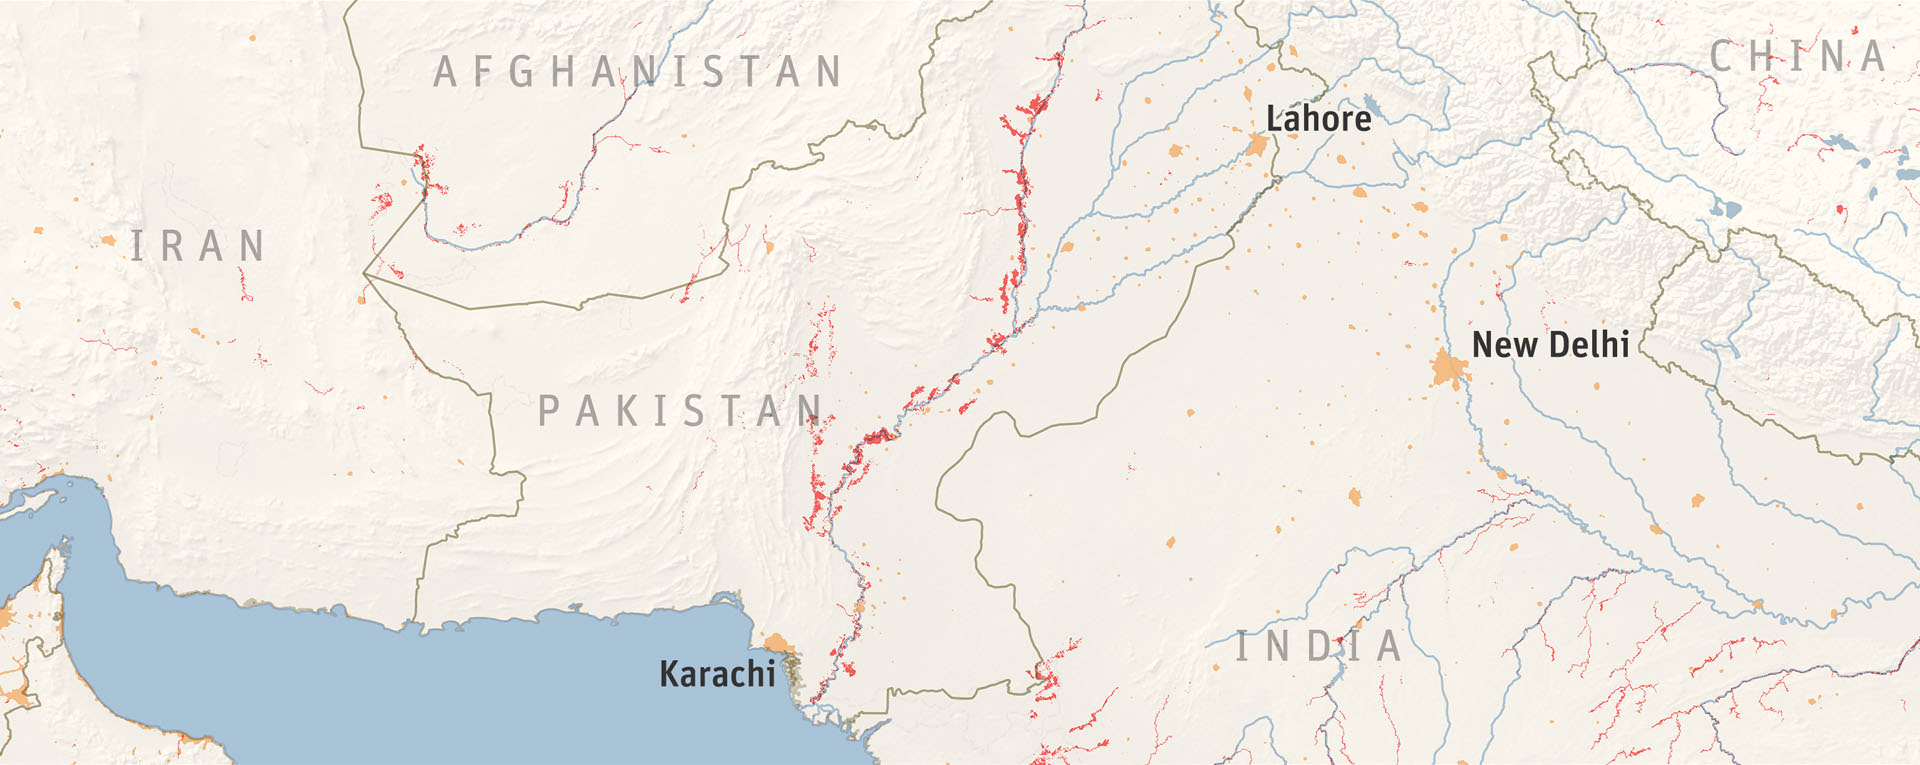 AFGHANISTAN
CHINA
Lahore
IRAN
New Delhi
PAKISTAN
INDIA
Karachi